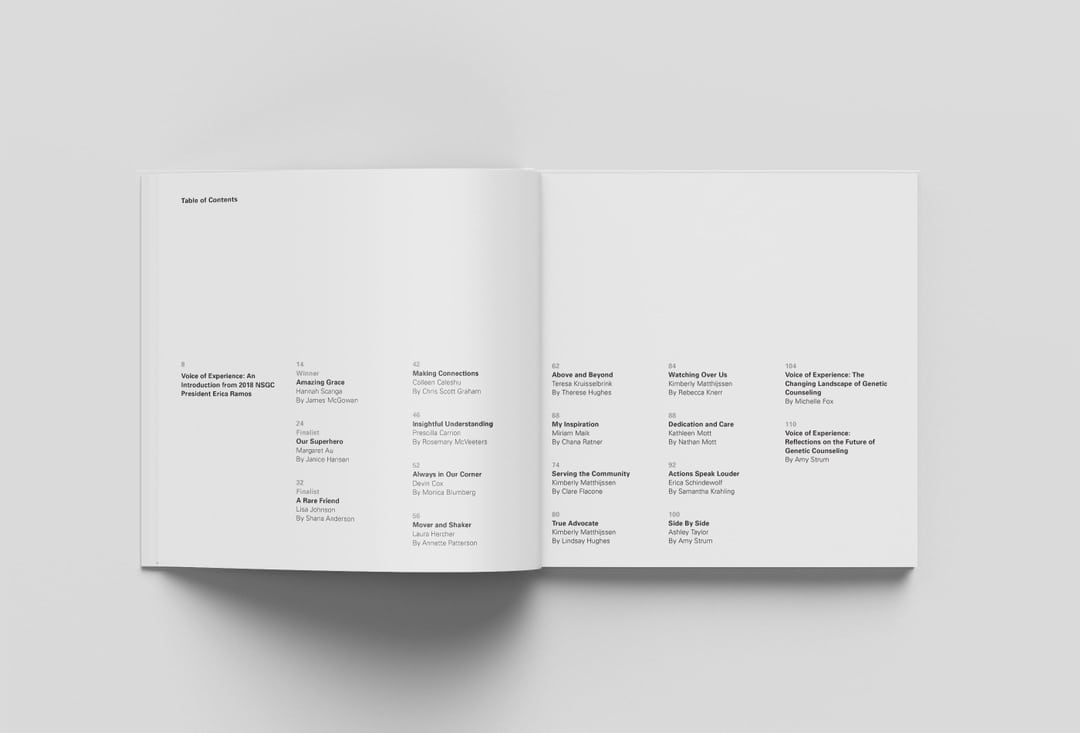 Table of Contents
8
Voice of Experience: An
Introduction from 2018 NSGC
President Erica Ramos
14
Winner
Amazing Grace
Hannah Scanga
By James McGowan
24
Finalist
Our Superhero
Margaret Au
By Janice Hansen
32
Finalist
A Rare Friend
Lisa Johnson
By Shana Anderson
42
Making Connections
Colleen Caleshu
By Chris Scott Graham
46
Insightful Understanding
Prescilla Carrion
By Rosemary McVeeters
52
Always in Our Corner
Devin Cox
By Monica Blumberg
56
Mover and Shaker
Laura Hercher
By Annette Patterson
62
Above and Beyond
Teresa Kruisselbrink
By Therese Hughes
68
My Inspiration
Miriam Maik
By Chana Ratner
74
Serving the Community
Kimberly Matthijssen
By Clare Flacone
80
True Advocate
Kimberly Matthijssen
By Lindsay Hughes
84
Watching Over Us
Kimberly Matthijssen
By Rebecca Knerr
88
Dedication and Care
Kathleen Mott
By Nathan Mott
92
Actions Speak Louder
Erica Schindewolf
By Samantha Krahling
100
Side By Side
Ashley Taylor
By Amy Strum
104
Voice of Experience: The
Changing Landscape of Genetic
Counseling
By Michelle Fox
110
Voice of Experience:
Reflections on the Future of
Genetic Counseling
By Amy Strum